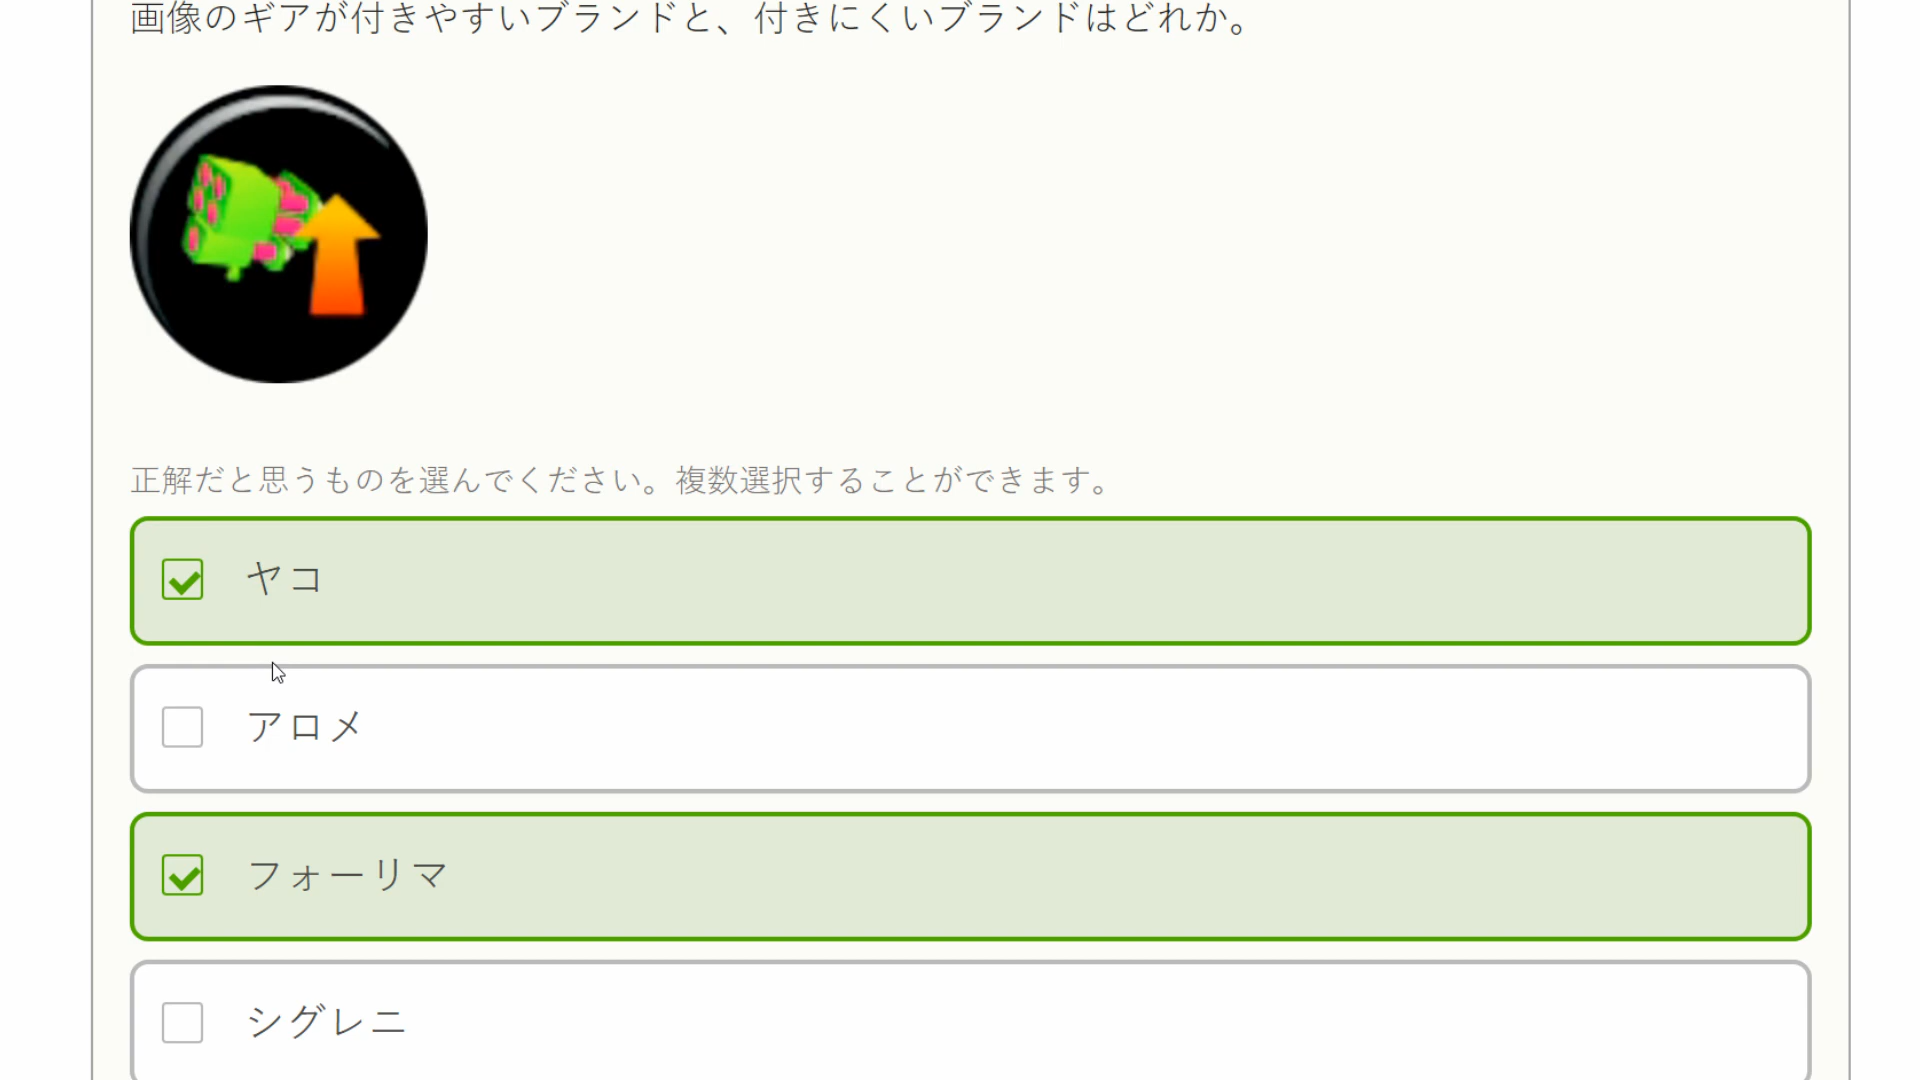 画像のギアが付きやすいブランドと、付きにくいブランドはどれか。
正解だと思うものを選んでください。複数選択することができます。
ヤコ
アロメ
フォーリマ
シグレニ